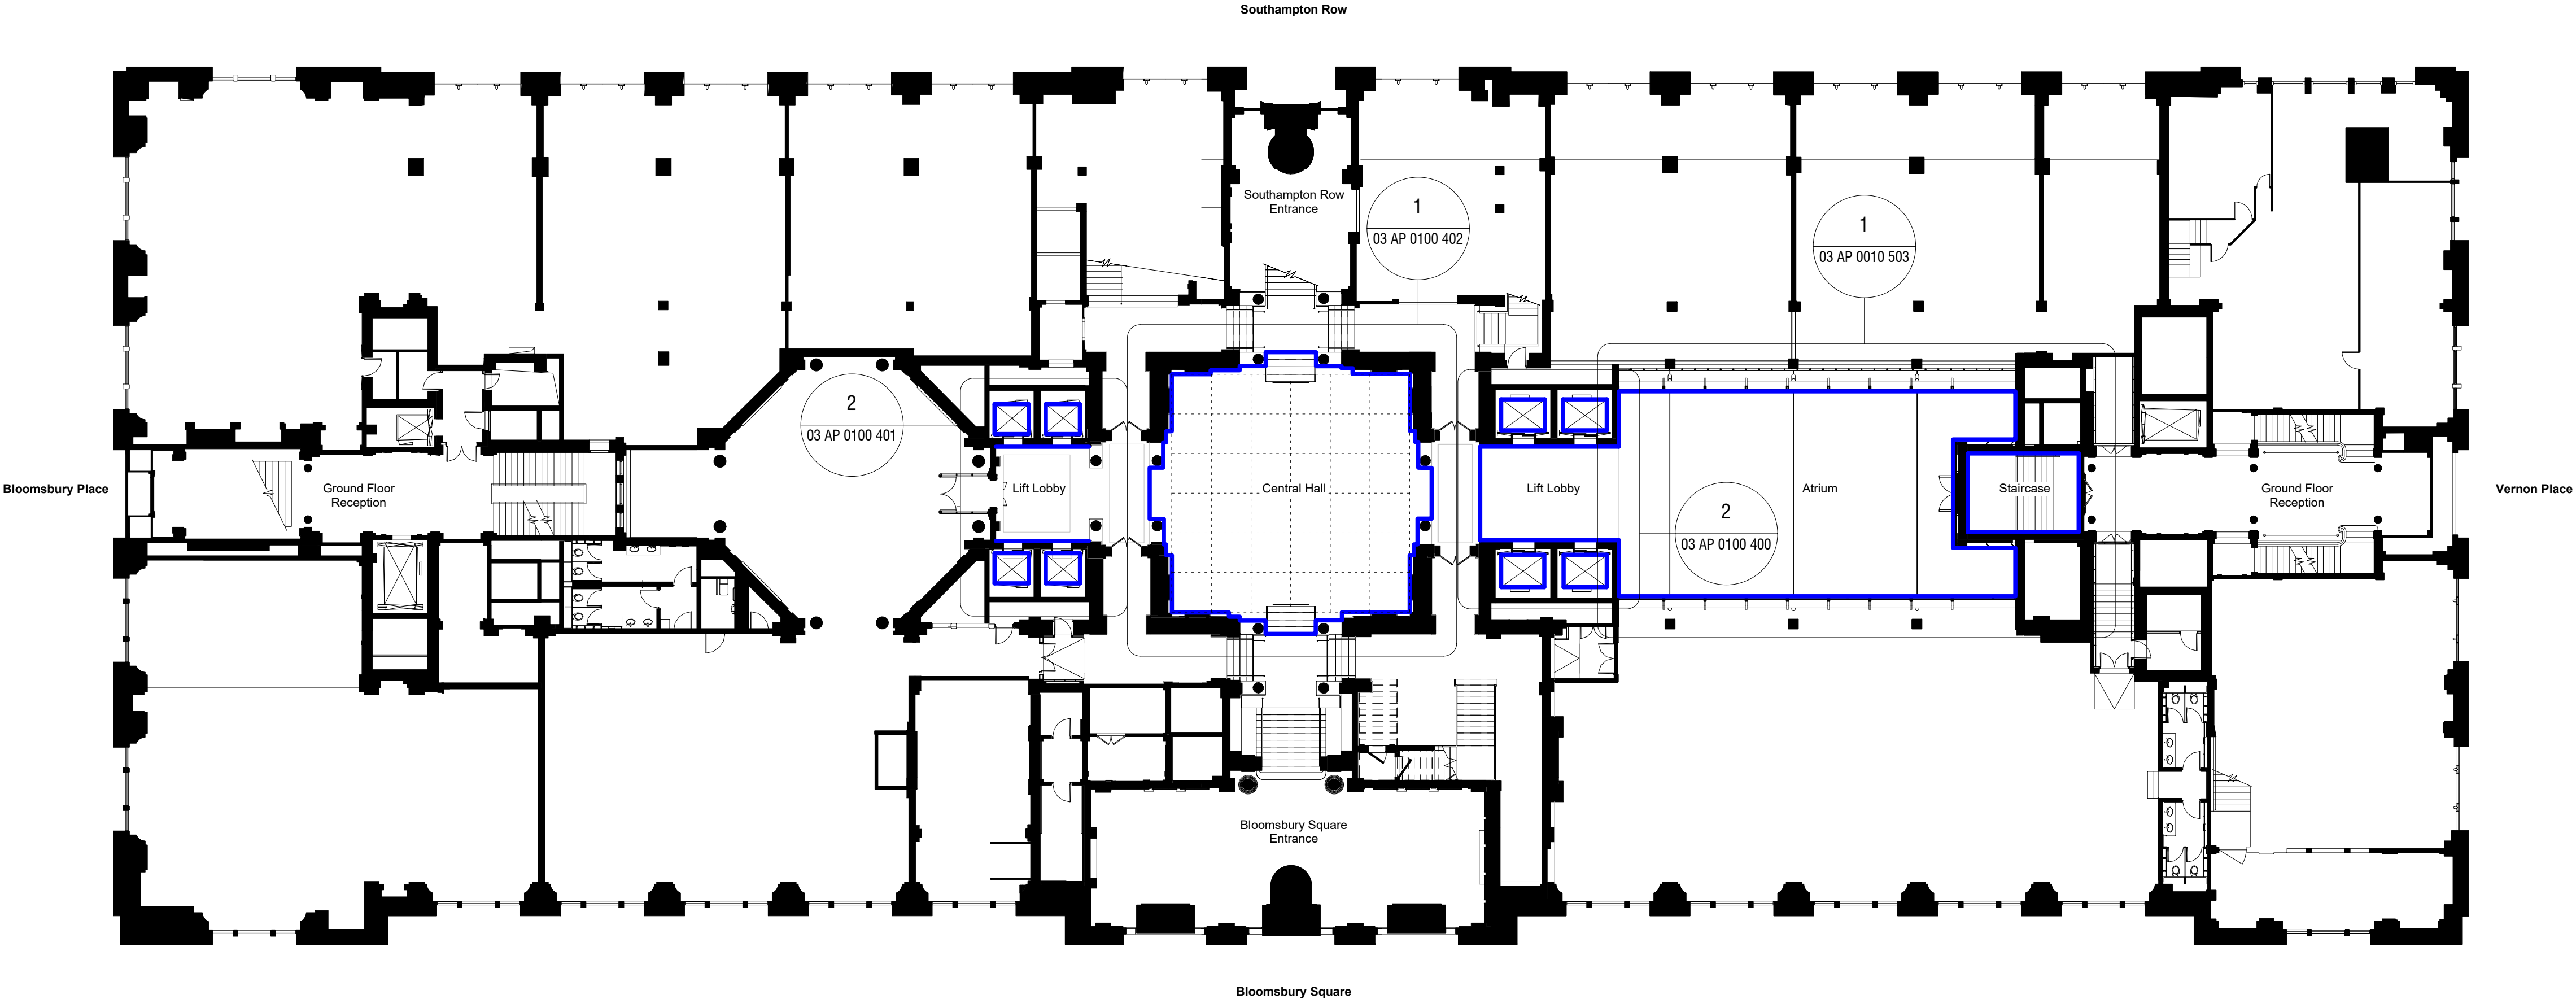 Southampton Row
Southampton Row
Entrance
1
03 AP 0100 402
1
03 AP 0010 503
2
03 AP 0100 401
Bloomsbury Place
Ground Floor
Reception
Lift Lobby
Central Hall
Lift Lobby
Atrium
Staircase
Ground Floor
Reception
Vernon Place
2
03 AP 0100 400
Bloomsbury Square
Entrance
Bloomsbury Square